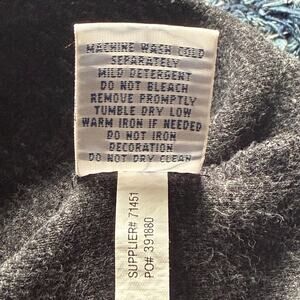 MACHINE WASH COLD
SEPARATELY
MILD DETERGENT
DO NOT BLEACH
REMOVE PROMPTLY
TUMBLE DRY LOW
WARM IRON IF NEEDED
DO NOT IRON
DECORATION
DO NOT DRY CLEAN
SUPPLIER# 71451
PO# 391880